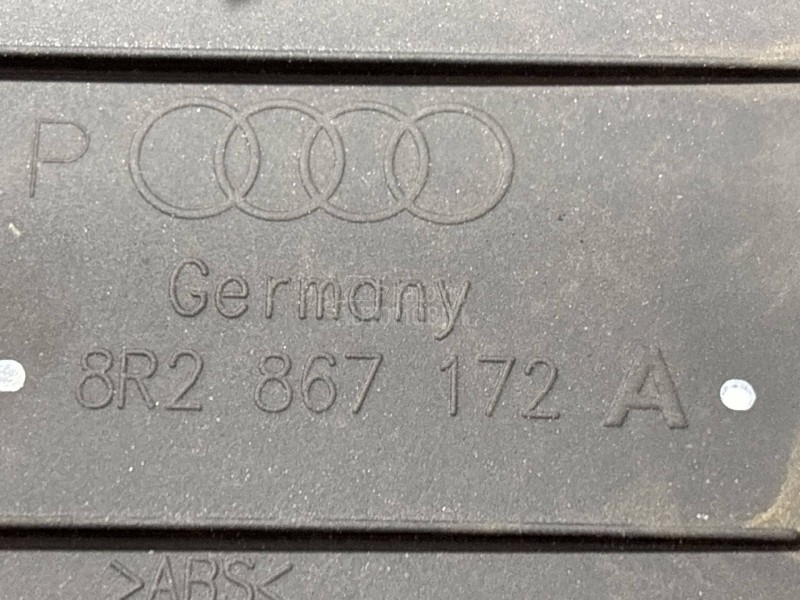 P
Germany
8R2 867 172 A
>ABS<